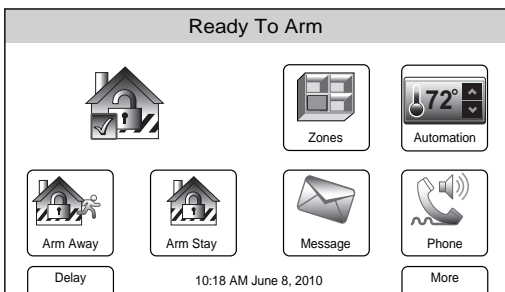 Ready To Arm
72°
Zones
Automation
Arm Away
Arm Stay
Message
Phone
Delay
10:18 AM June 8, 2010
More